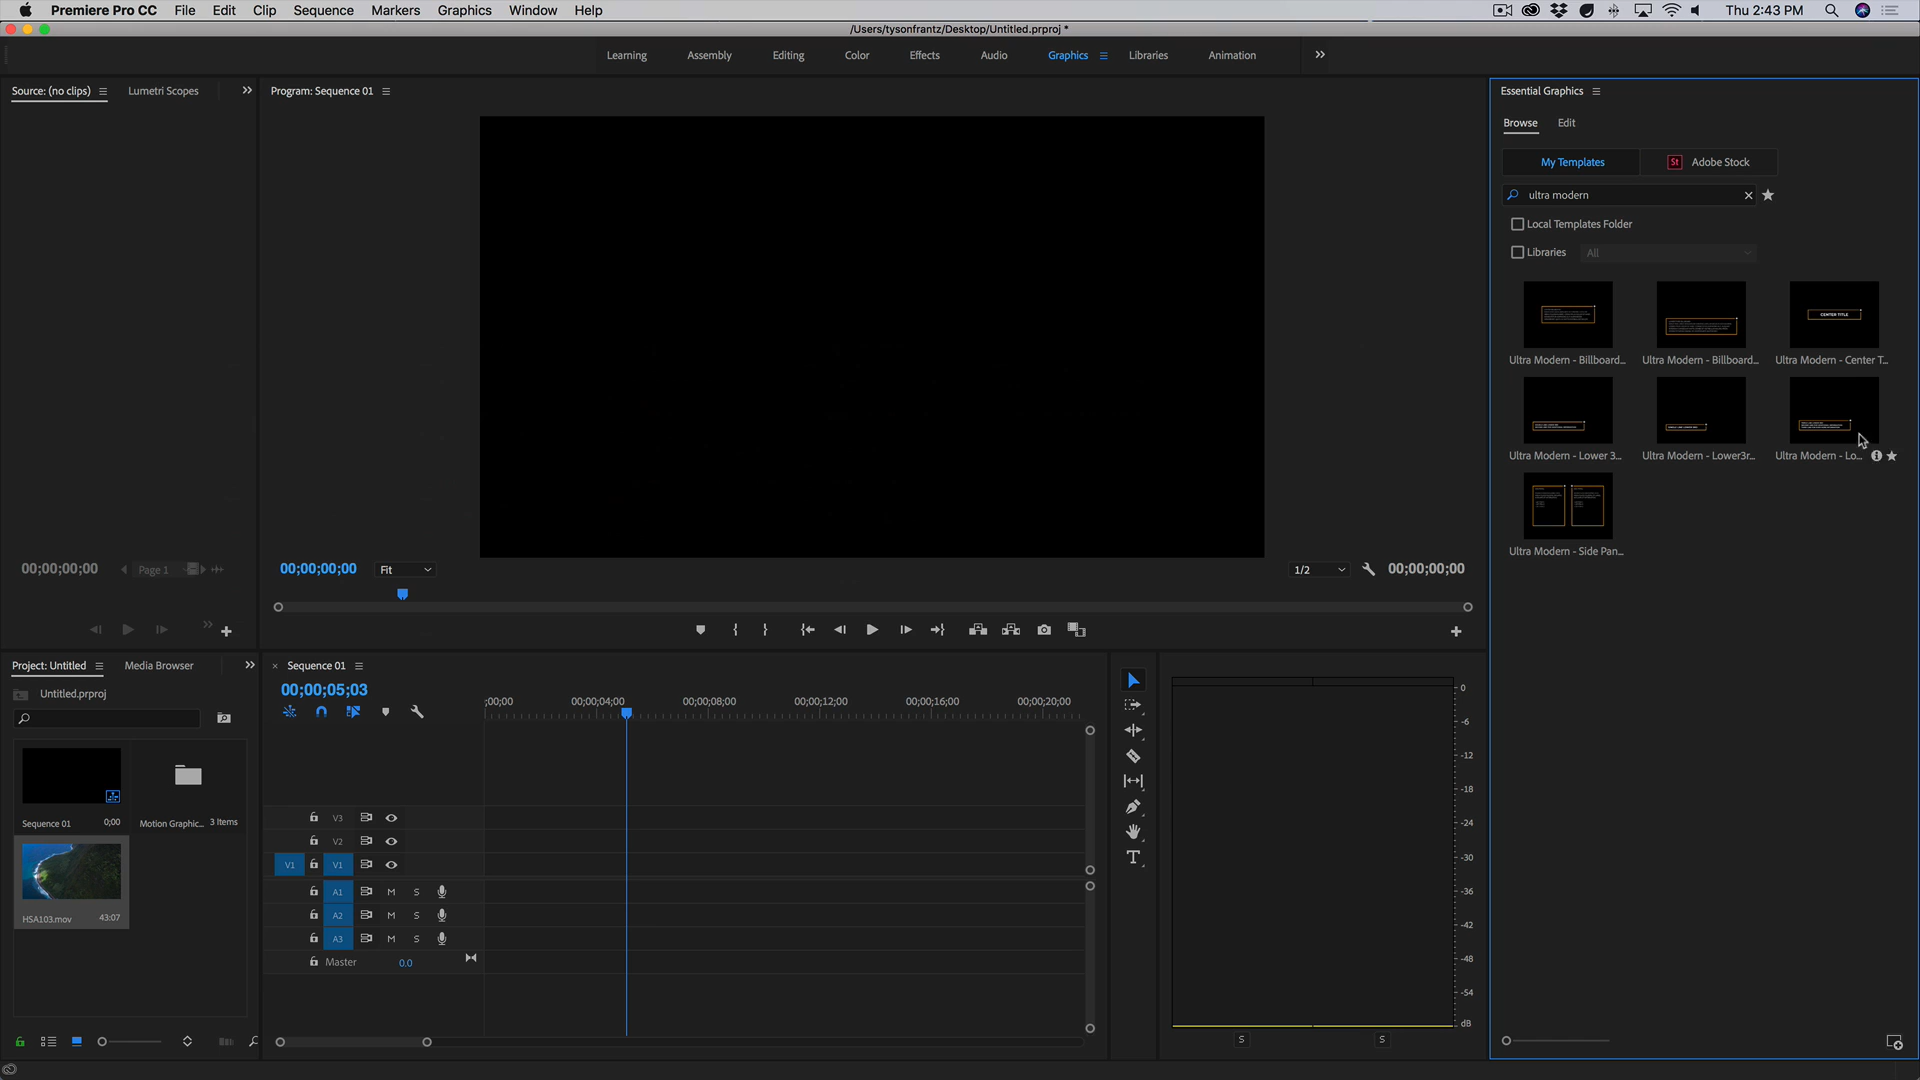 Premiere Pro CC File Edit Clip Sequence Markers Graphics Window Help Thu 2:43 PM
/Users/tysonfrantz/Desktop/Untitled.prproj *
Learning Assembly Editing Color Effects Audio Graphics Libraries Animation
Source: (no clips) Lumetri Scopes
Program: Sequence 01
Essential Graphics
Browse Edit
My Templates St Adobe Stock
ultra modern
Local Templates Folder
Libraries All
CENTER TITLE
Ultra Modern - Billboard... Ultra Modern - Billboard... Ultra Modern - Center T...
Ultra Modern - Lower 3... Ultra Modern - Lower3r... Ultra Modern - Lo...
Ultra Modern - Side Pan...
00;00;00;00 Page 1
00;00;00;00 Fit 1/2 00;00;00;00
Project: Untitled Media Browser
Untitled.prproj
Sequence 01 0;00
Motion Graphic... 3 Items
HSA103.mov 43:07
Sequence 01
00;00;05;03
;00;00 00;00;04;00 00;00;08;00 00;00;12;00 00;00;16;00 00;00;20;00
V3
V2
V1 V1
A1 M S
A2 M S
A3 M S
Master 0.0
0
-6
-12
-18
-24
-30
-36
-42
-48
-54
dB
S S